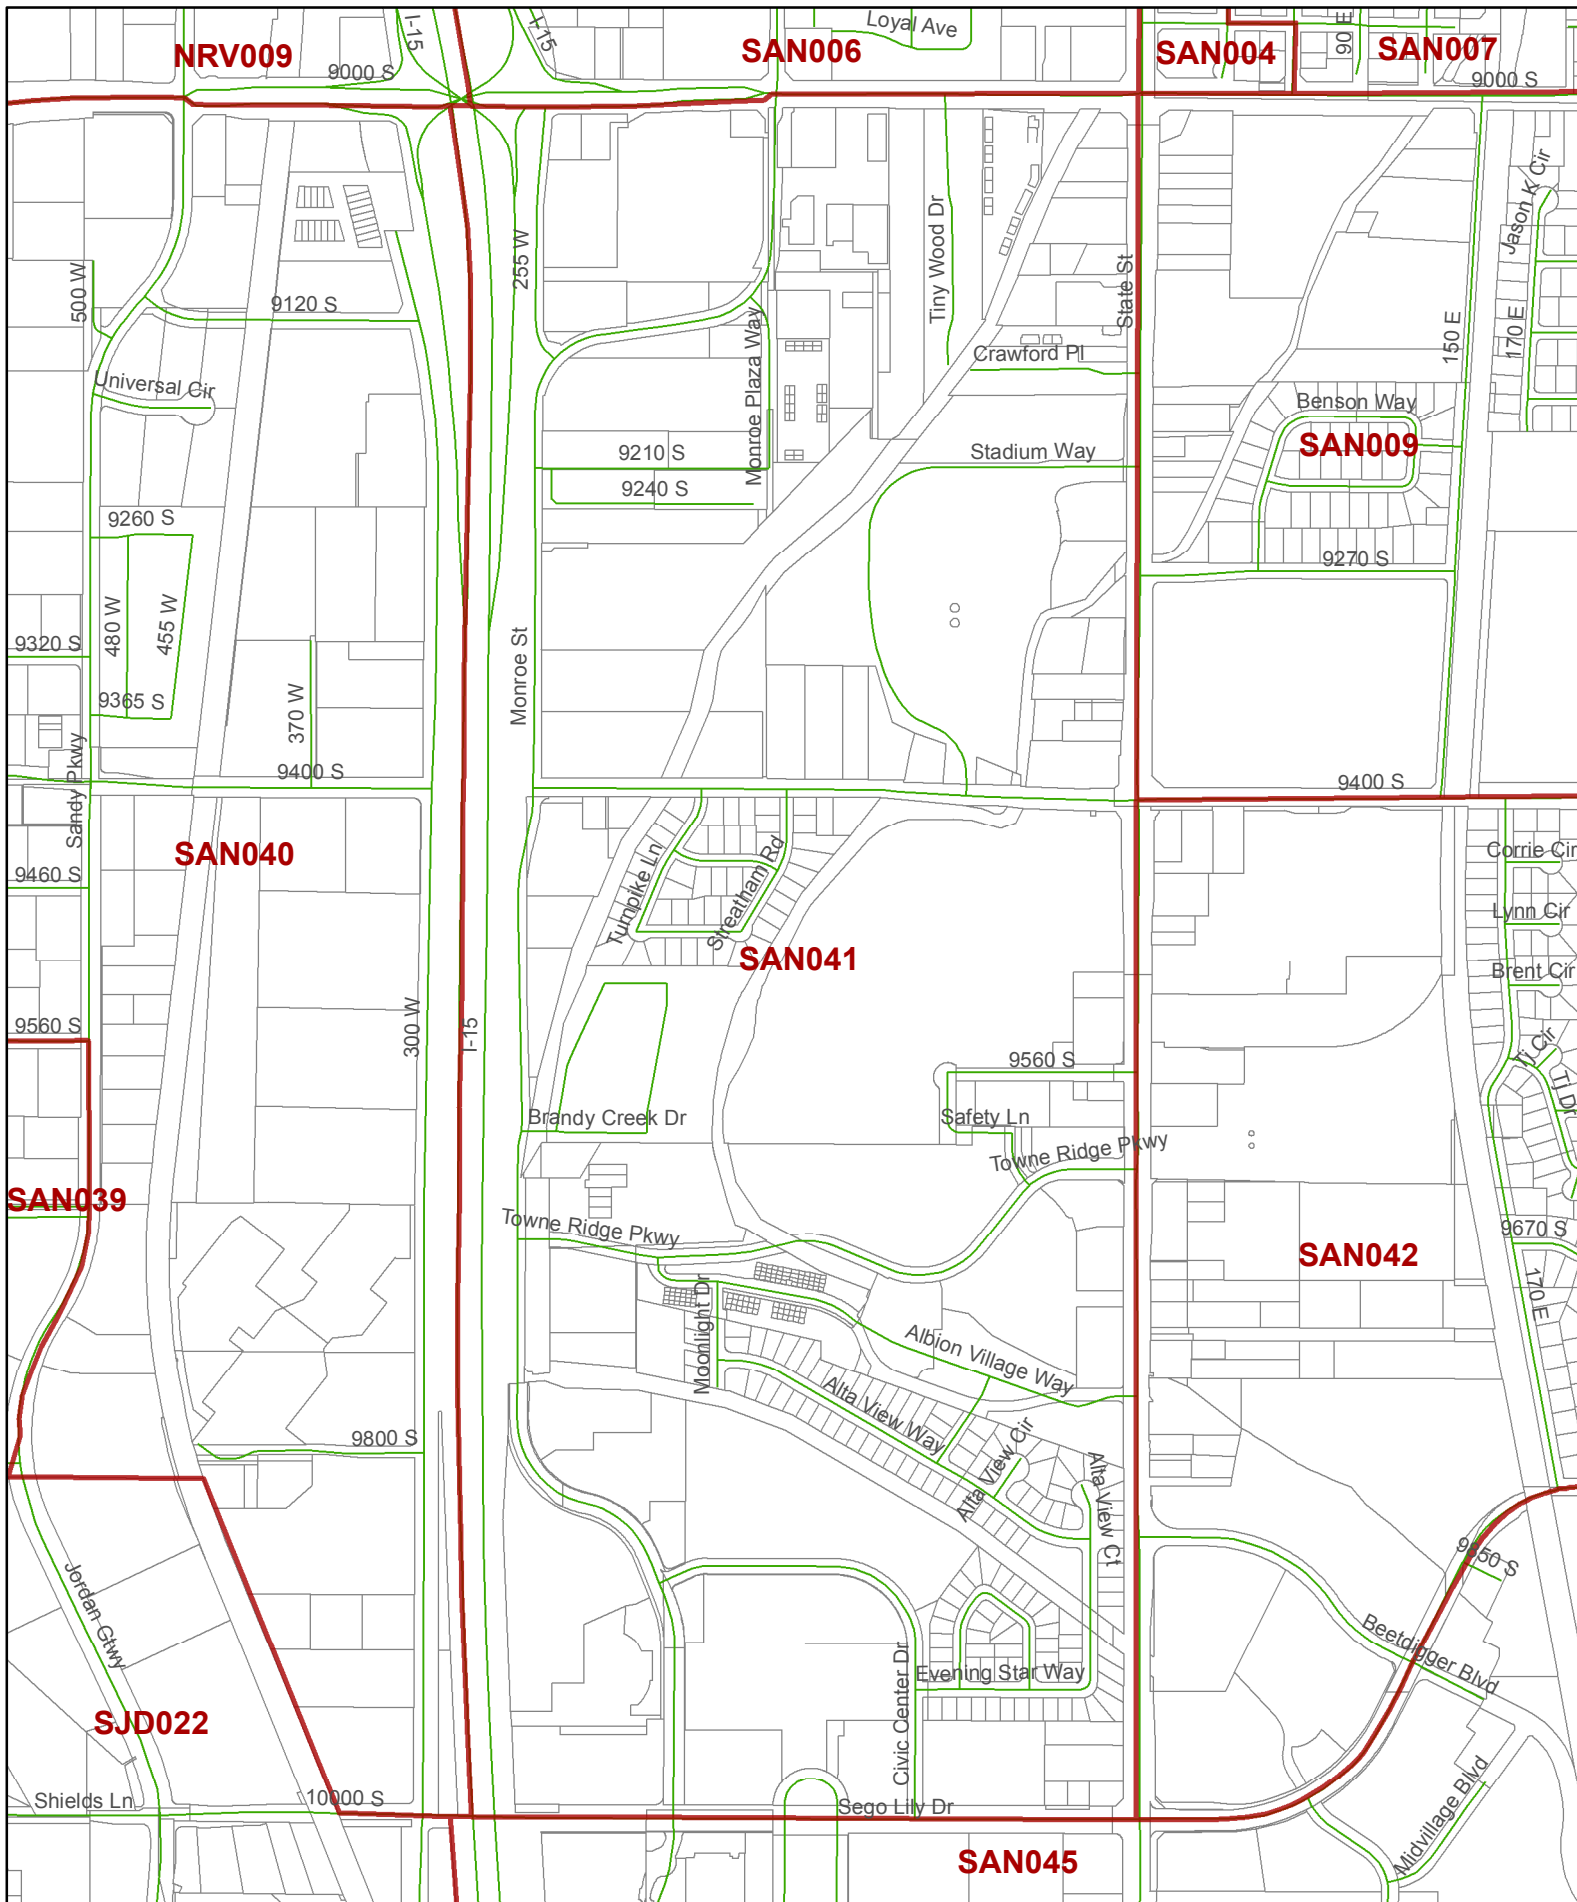 Loyal Ave
I-15
I-15
90 E
NRV009
SAN006
SAN004
SAN007
9000 S
9000 S
Jason K Cir
Tiny Wood Dr
255 W
State St
500 W
9120 S
Monroe Plaza Way
150 E
170 E
Crawford Pl
Universal Cir
Benson Way
SAN009
9210 S
Stadium Way
9240 S
9260 S
9270 S
480 W
455 W
9320 S
Monroe St
9365 S
370 W
Sandy Pkwy
9400 S
9400 S
SAN040
Turnpike Ln
Streatham Rd
Corrie Cir
9460 S
Lynn Cir
SAN041
Brent Cir
9560 S
300 W
I-15
9560 S
Tj Cir
Tj Dr
Brandy Creek Dr
Safety Ln
Towne Ridge Pkwy
SAN039
Towne Ridge Pkwy
9670 S
SAN042
170 E
Moonlight Dr
Albion Village Way
Alta View Way
9800 S
Alta View Cir
Alta View Ct
9850 S
Jordan Gtwy
Beetdigger Blvd
Evening Star Way
Civic Center Dr
SJD022
Shields Ln
10000 S
Sego Lily Dr
Midvillage Blvd
SAN045